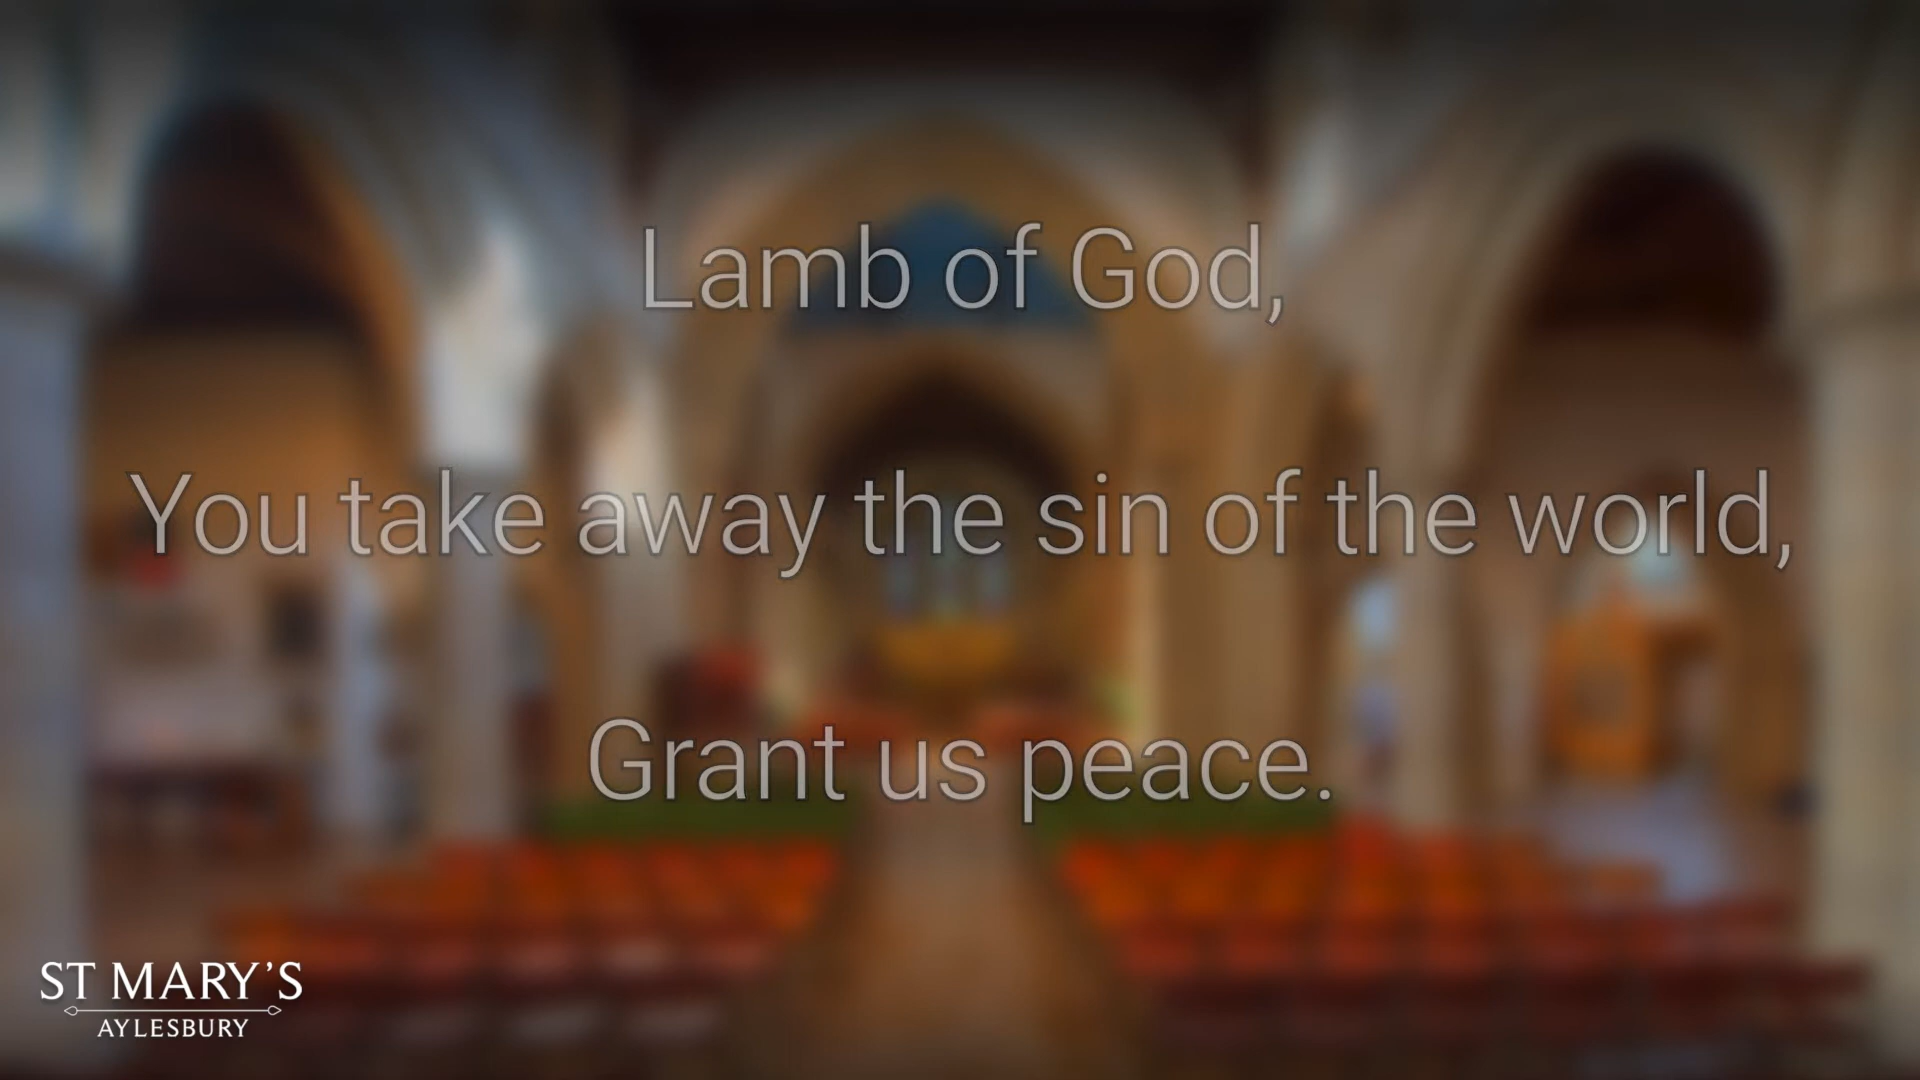 Lamb of God,
You take away the sin of the world,
Grant us peace.
ST MARY'S
AYLESBURY